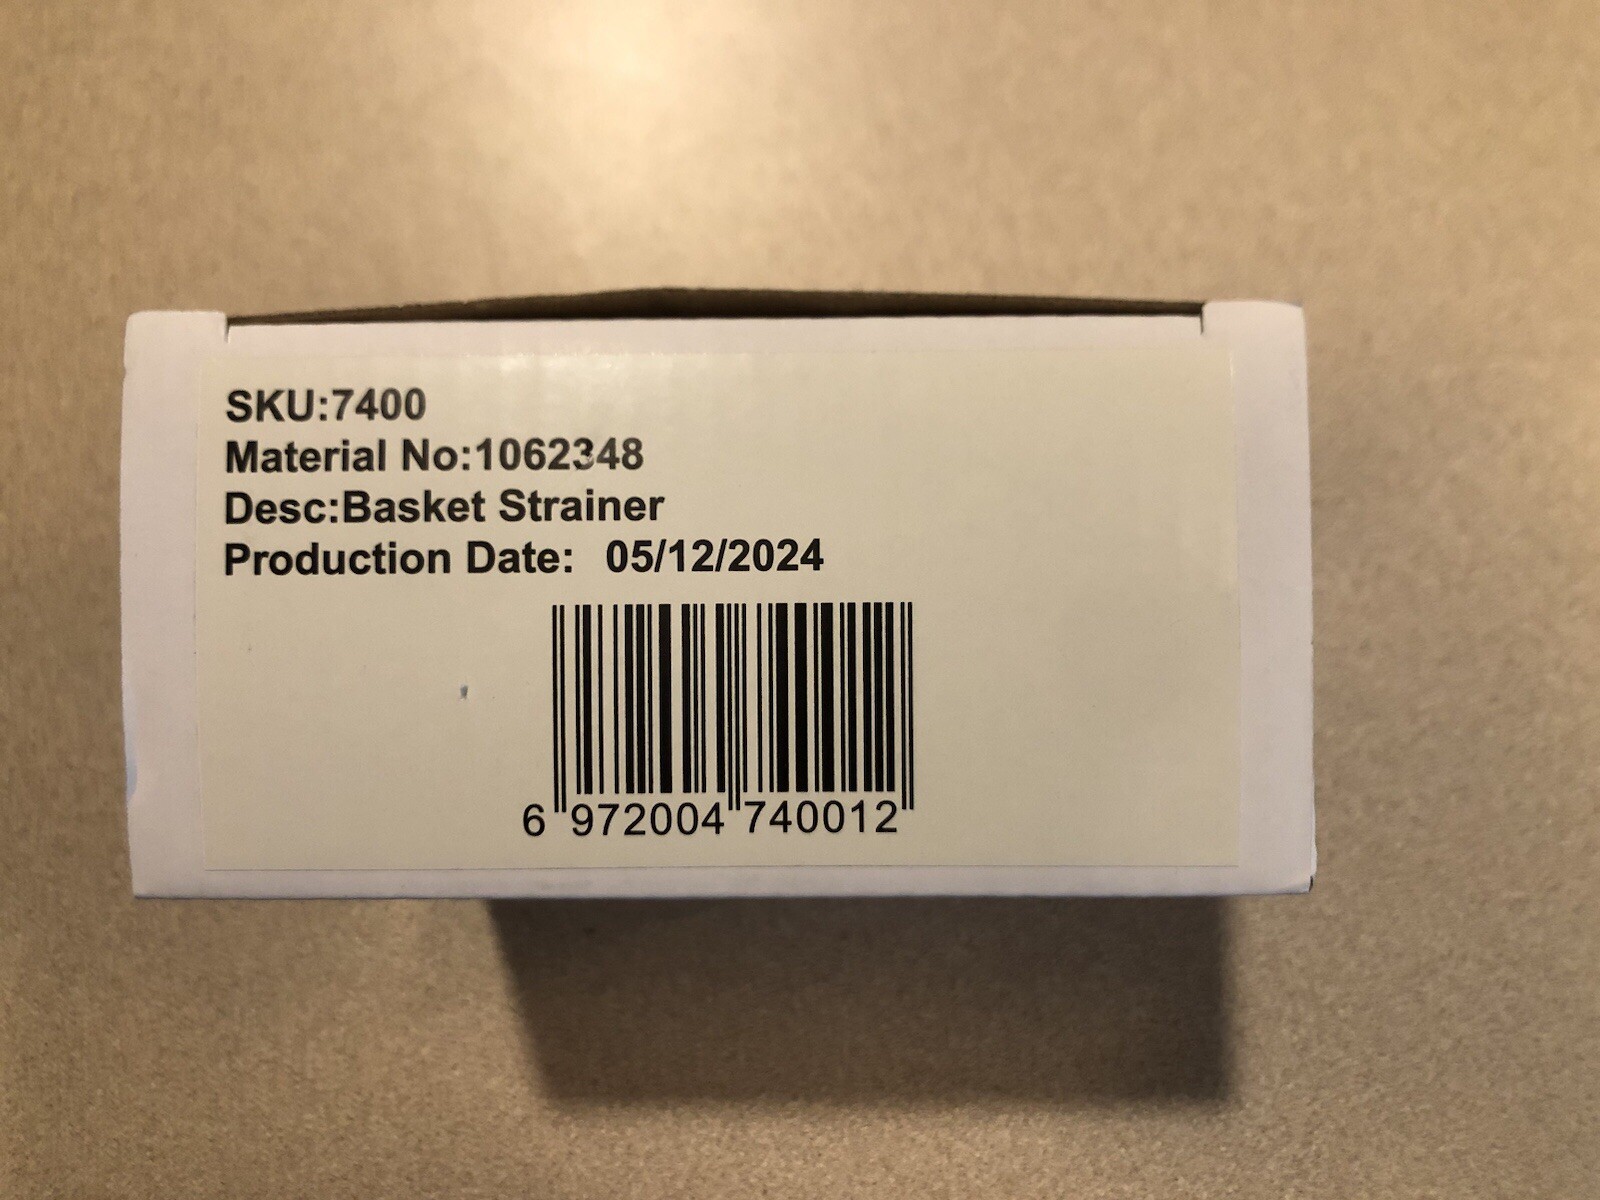 SKU:7400
Material No:1062348
Desc:Basket Strainer
Production Date: 05/12/2024
6 972004 740012